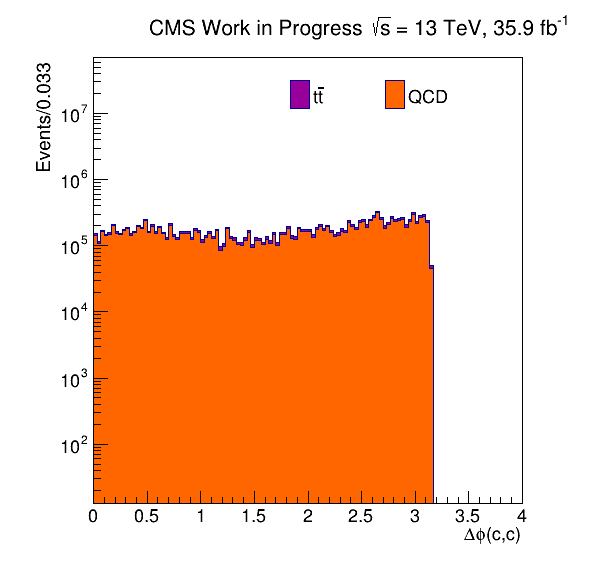 CMS Work in Progress √s = 13 TeV, 35.9 fb⁻¹
Events/0.033
tt̄
QCD
10⁷
10⁶
10⁵
10⁴
10³
10²
0 0.5 1 1.5 2 2.5 3 3.5 4
Δϕ(c,c)